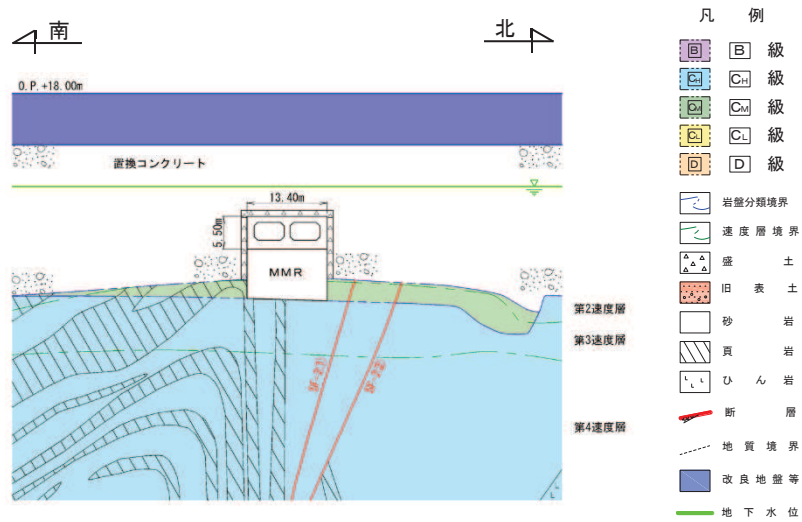 南
北
O.P.+18.00m
置換コンクリート
13.40m
5.50m
MMR
第2速度層
第3速度層
第4速度層
SF-2①
SF-2②
凡 例
B B 級
CH CH 級
CM CM 級
CL CL 級
D D 級
岩盤分類境界
速度層境界
盛土
旧表土
砂岩
頁岩
ひん岩
断層
地質境界
改良地盤等
地下水位